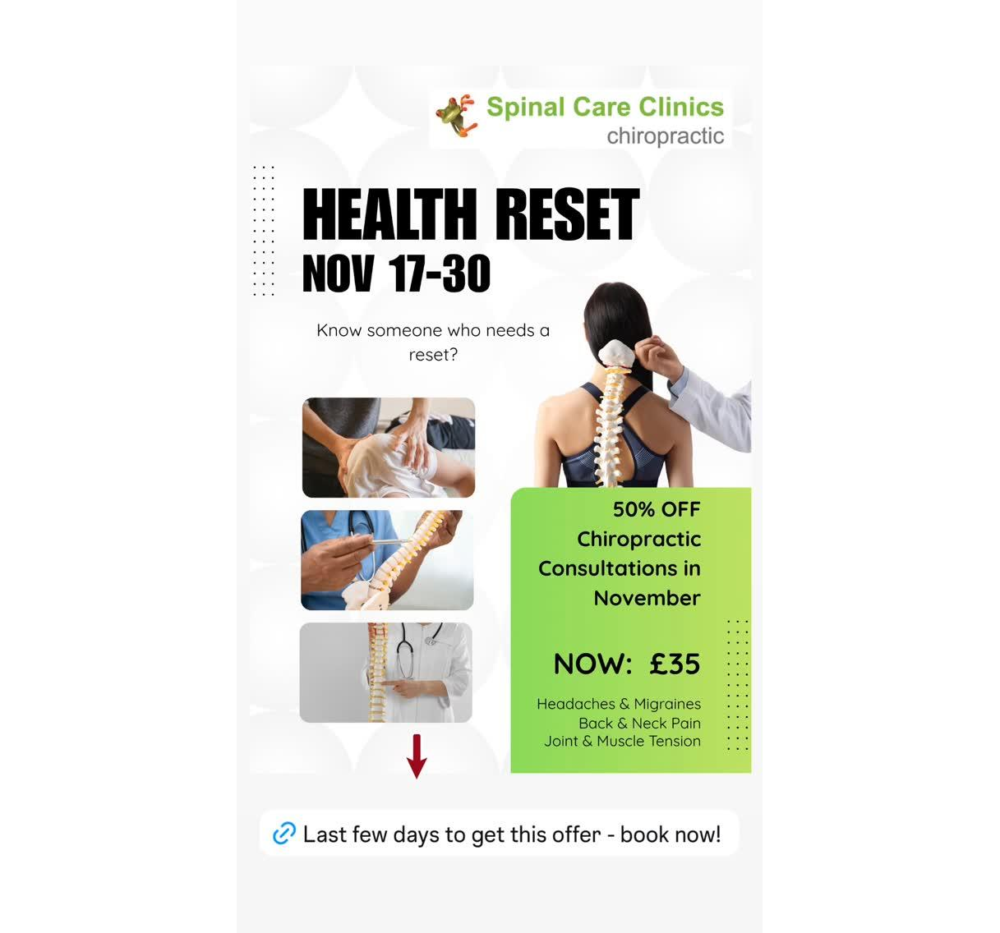 Spinal Care Clinics
chiropractic
HEALTH RESET
NOV 17-30
Know someone who needs a
reset?
50% OFF
Chiropractic
Consultations in
November
NOW: £35
Headaches & Migraines
Back & Neck Pain
Joint & Muscle Tension
Last few days to get this offer - book now!